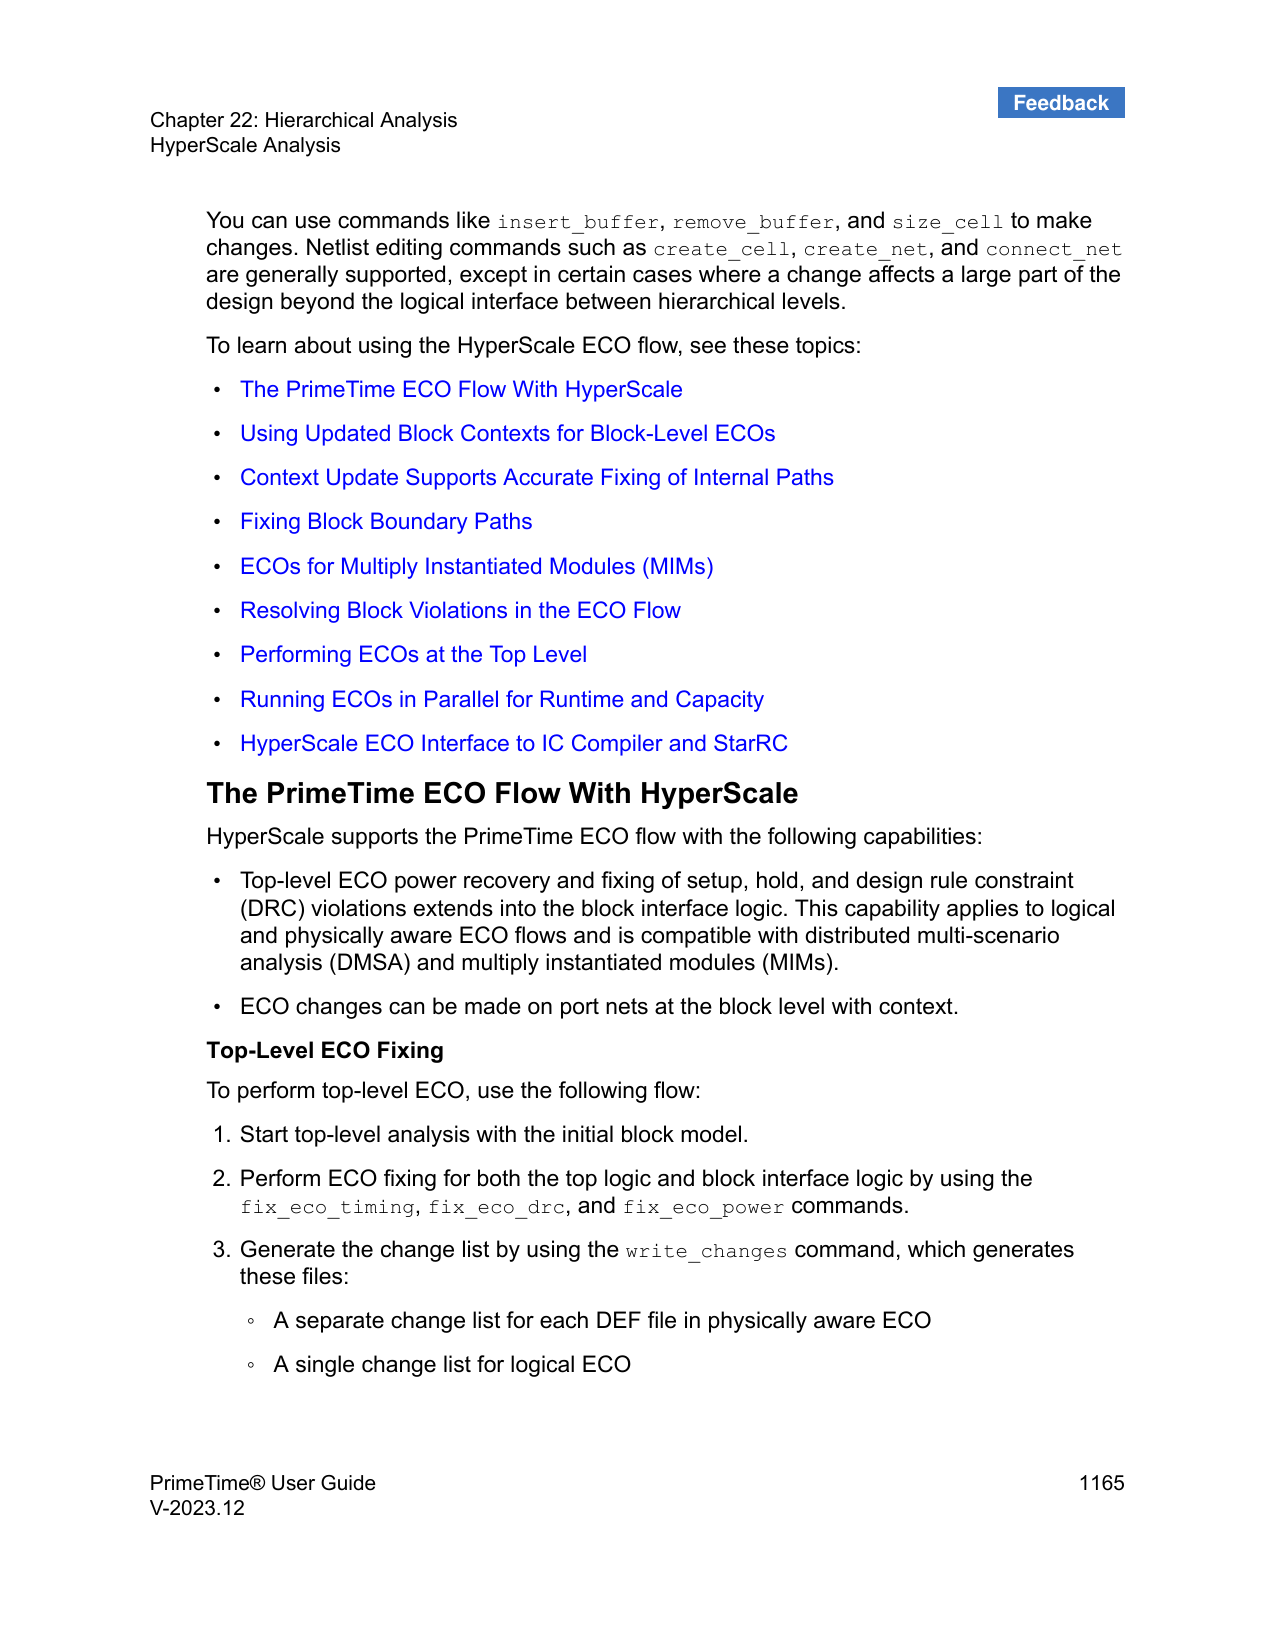 Feedback
Chapter 22: Hierarchical Analysis
HyperScale Analysis
You can use commands like insert_buffer, remove_buffer, and size_cell to make
changes. Netlist editing commands such as create_cell, create_net, and connect_net
are generally supported, except in certain cases where a change affects a large part of the
design beyond the logical interface between hierarchical levels.
To learn about using the HyperScale ECO flow, see these topics:
• The PrimeTime ECO Flow With HyperScale
• Using Updated Block Contexts for Block-Level ECOs
• Context Update Supports Accurate Fixing of Internal Paths
• Fixing Block Boundary Paths
• ECOs for Multiply Instantiated Modules (MIMs)
• Resolving Block Violations in the ECO Flow
• Performing ECOs at the Top Level
• Running ECOs in Parallel for Runtime and Capacity
• HyperScale ECO Interface to IC Compiler and StarRC
The PrimeTime ECO Flow With HyperScale
HyperScale supports the PrimeTime ECO flow with the following capabilities:
• Top-level ECO power recovery and fixing of setup, hold, and design rule constraint
(DRC) violations extends into the block interface logic. This capability applies to logical
and physically aware ECO flows and is compatible with distributed multi-scenario
analysis (DMSA) and multiply instantiated modules (MIMs).
• ECO changes can be made on port nets at the block level with context.
Top-Level ECO Fixing
To perform top-level ECO, use the following flow:
1. Start top-level analysis with the initial block model.
2. Perform ECO fixing for both the top logic and block interface logic by using the
fix_eco_timing, fix_eco_drc, and fix_eco_power commands.
3. Generate the change list by using the write_changes command, which generates
these files:
◦ A separate change list for each DEF file in physically aware ECO
◦ A single change list for logical ECO
PrimeTime® User Guide
1165
V-2023.12